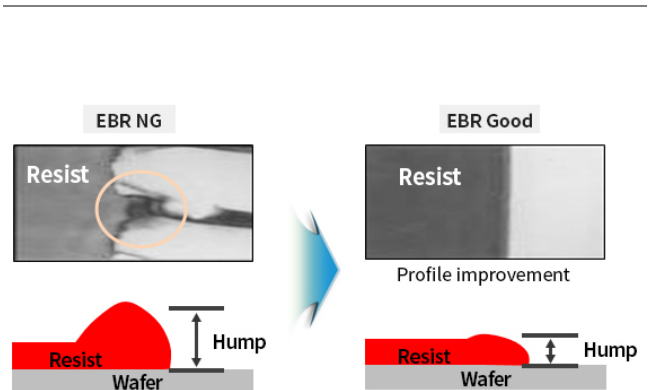 EBR NG
EBR Good
Resist
Resist
Profile improvement
Hump
Resist
Wafer
Hump
Resist
Wafer